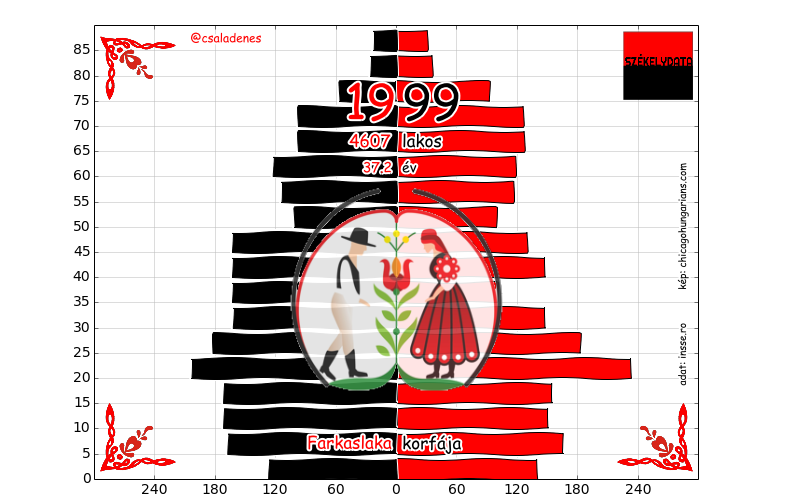 @csaladenes
SZÉKELYDATA
1999
4607 lakos
37.2 év
kép: chicagohungarians.com
adat: insse.ro
Farkaslaka korfája
85
80
75
70
65
60
55
50
45
40
35
30
25
20
15
10
5
0
240 180 120 60 0 60 120 180 240